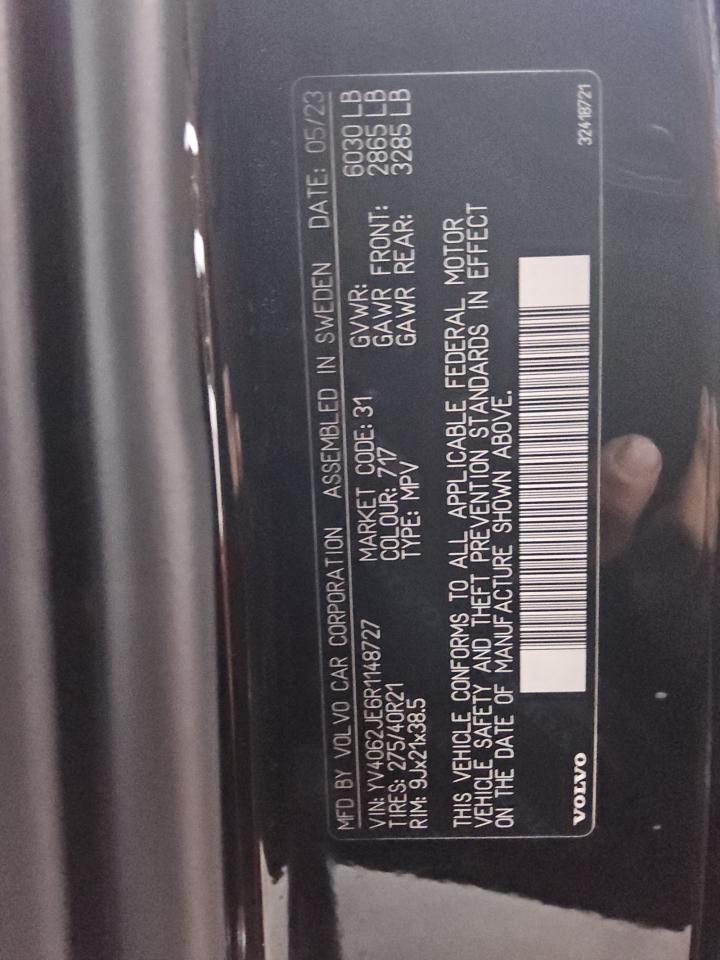 MFD BY VOLVO CAR CORPORATION ASSEMBLED IN SWEDEN DATE: 05/23
VIN: YV4062JE6R1148727 MARKET CODE: 31 GVWR: 6030 LB
TIRES: 275/40R21 COLOUR: 717 GAWR FRONT: 2865 LB
RIM: 9Jx21x38.5 TYPE: MPV GAWR REAR: 3285 LB
THIS VEHICLE CONFORMS TO ALL APPLICABLE FEDERAL MOTOR
VEHICLE SAFETY AND THEFT PREVENTION STANDARDS IN EFFECT
ON THE DATE OF MANUFACTURE SHOWN ABOVE.
VOLVO 32418721